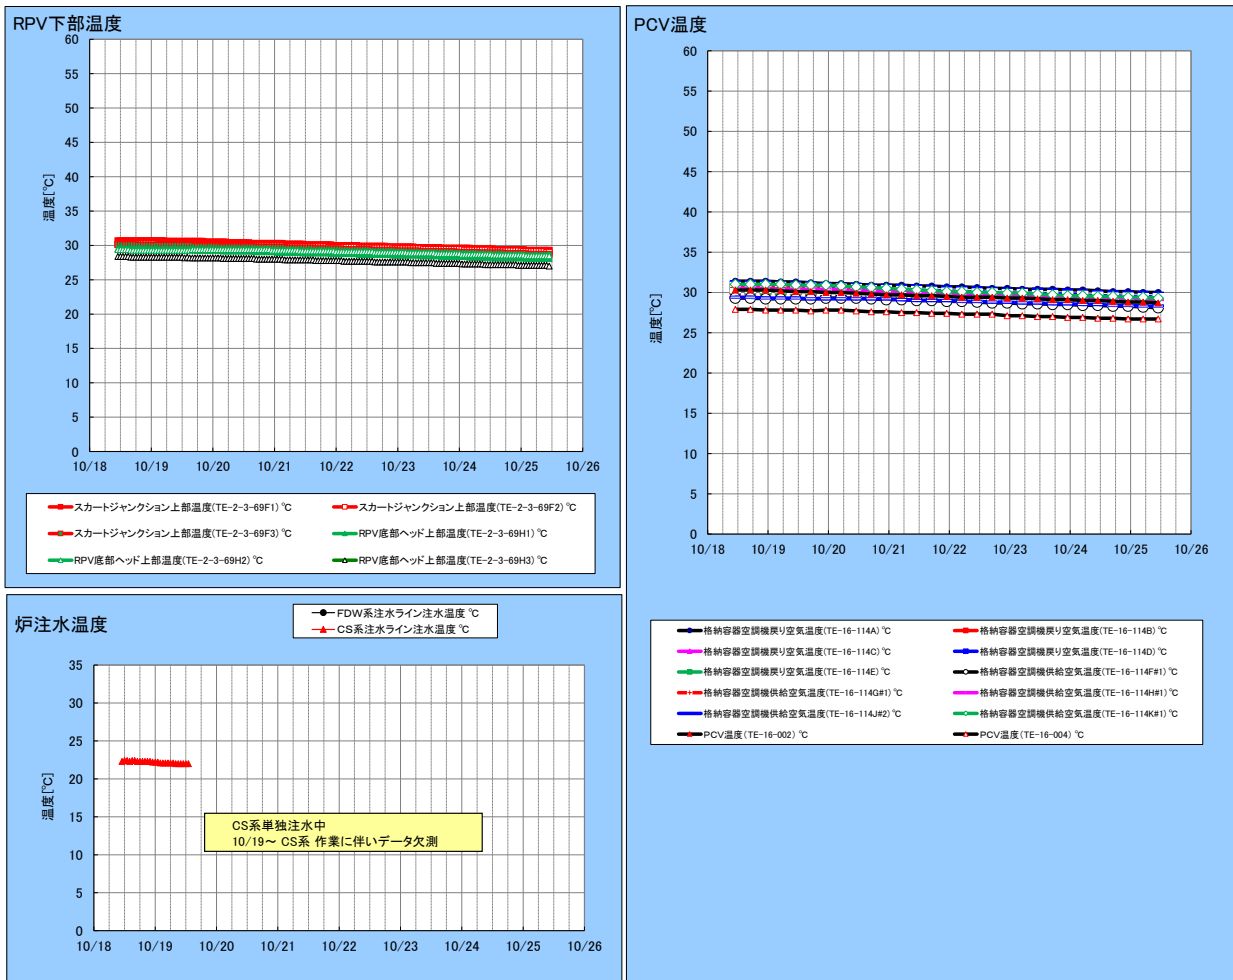 RPV下部温度
60
55
50
45
40
35
30
25
20
15
10
5
0
温度[℃]
10/18 10/19 10/20 10/21 10/22 10/23 10/24 10/25 10/26
スカートジャンクション上部温度(TE-2-3-69F1) ℃ スカートジャンクション上部温度(TE-2-3-69F2) ℃
スカートジャンクション上部温度(TE-2-3-69F3) ℃ RPV底部ヘッド上部温度(TE-2-3-69H1) ℃
RPV底部ヘッド上部温度(TE-2-3-69H2) ℃ RPV底部ヘッド上部温度(TE-2-3-69H3) ℃
炉注水温度
FDW系注水ライン注水温度 ℃
CS系注水ライン注水温度 ℃
35
30
25
20
15
10
5
0
温度[℃]
CS系単独注水中
10/19～ CS系 作業に伴いデータ欠測
10/18 10/19 10/20 10/21 10/22 10/23 10/24 10/25 10/26
PCV温度
60
55
50
45
40
35
30
25
20
15
10
5
0
温度[℃]
10/18 10/19 10/20 10/21 10/22 10/23 10/24 10/25 10/26
格納容器空調機戻り空気温度(TE-16-114A) ℃ 格納容器空調機戻り空気温度(TE-16-114B) ℃
格納容器空調機戻り空気温度(TE-16-114C) ℃ 格納容器空調機戻り空気温度(TE-16-114D) ℃
格納容器空調機戻り空気温度(TE-16-114E) ℃ 格納容器空調機供給空気温度(TE-16-114F#1) ℃
格納容器空調機供給空気温度(TE-16-114G#1) ℃ 格納容器空調機供給空気温度(TE-16-114H#1) ℃
格納容器空調機供給空気温度(TE-16-114J#2) ℃ 格納容器空調機供給空気温度(TE-16-114K#1) ℃
PCV温度(TE-16-002) ℃ PCV温度(TE-16-004) ℃